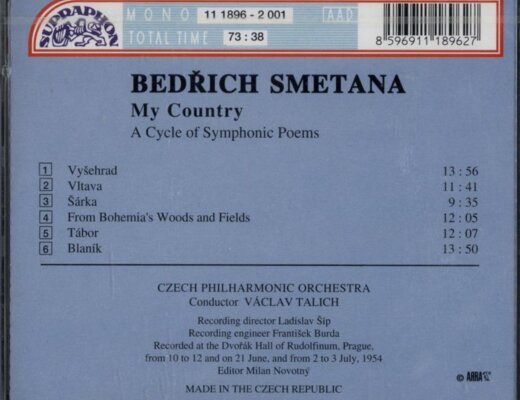 SUPRAPHON
MONO 11 1896 - 2 001 AAD
TOTAL TIME 73 : 38
8 596911 189627
BEDŘICH SMETANA
My Country
A Cycle of Symphonic Poems
1 Vyšehrad 13 : 56
2 Vltava 11 : 41
3 Šárka 9 : 35
4 From Bohemia's Woods and Fields 12 : 05
5 Tábor 12 : 07
6 Blaník 13 : 50
CZECH PHILHARMONIC ORCHESTRA
Conductor VÁCLAV TALICH
Recording director Ladislav Šíp
Recording engineer František Burda
Recorded at the Dvořák Hall of Rudolfinum, Prague,
from 10 to 12 and on 21 June, and from 2 to 3 July, 1954
Editor Milan Novotný
MADE IN THE CZECH REPUBLIC
© ARRA